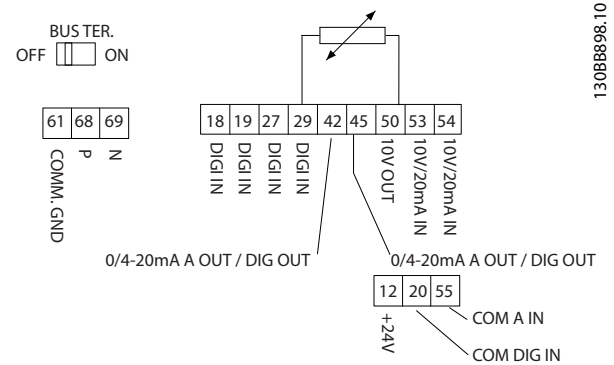 130BB898.10
BUS TER.
OFF ON
61 68 69
COMM. GND
P
N
18 19 27 29 42 45 50 53 54
DIGI IN
DIGI IN
DIGI IN
DIGI IN
10V OUT
10V/20mA IN
10V/20mA IN
0/4-20mA A OUT / DIG OUT
0/4-20mA A OUT / DIG OUT
12 20 55
+24V
COM A IN
COM DIG IN